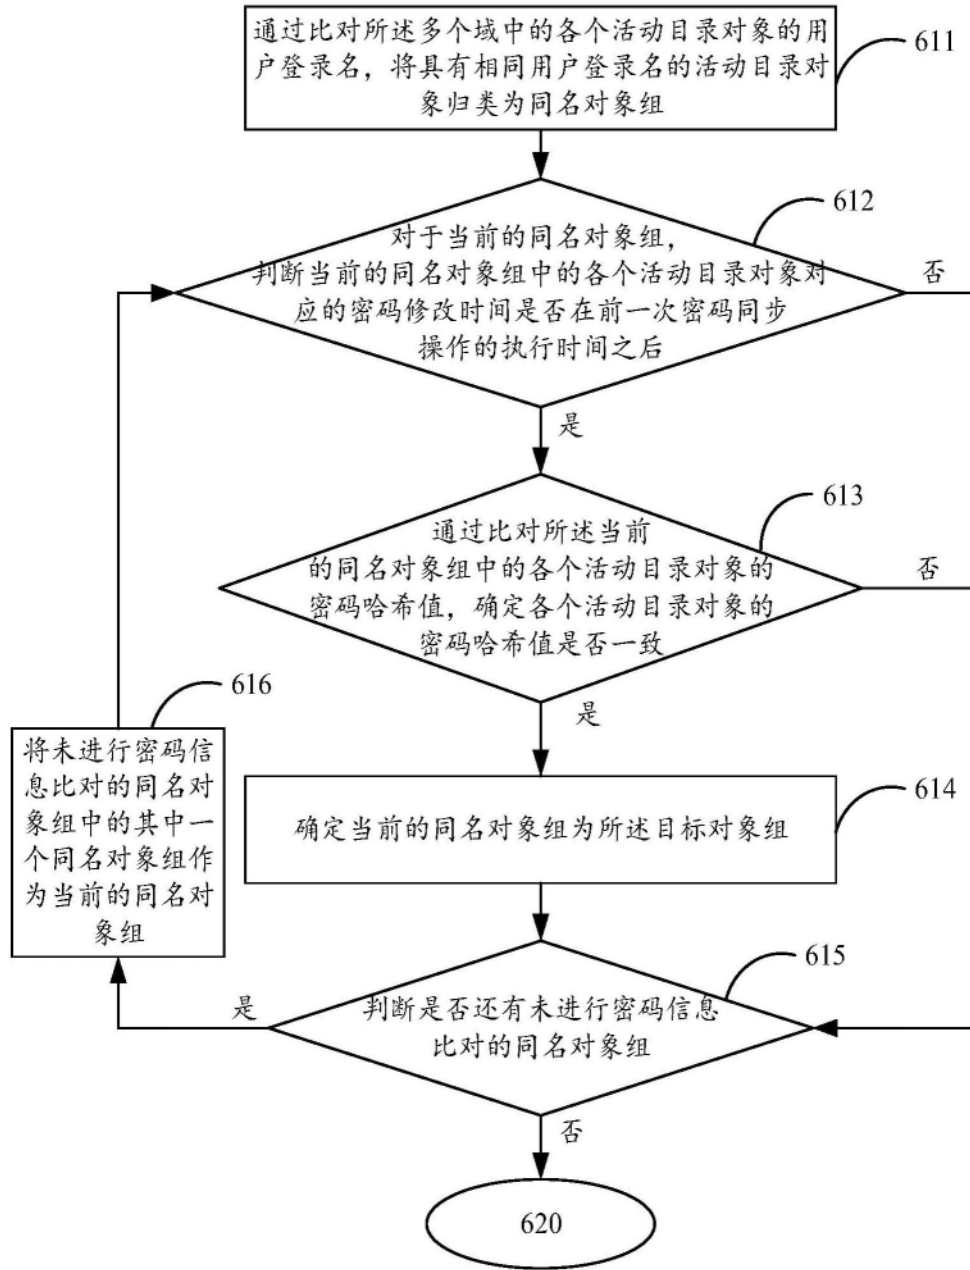 通过比对所述多个域中的各个活动目录对象的用
户登录名，将具有相同用户登录名的活动目录对
象归类为同名对象组
611
612
对于当前的同名对象组，
判断当前的同名对象组中的各个活动目录对象对
应的密码修改时间是否在前一次密码同步
操作的执行时间之后
否
是
613
通过比对所述当前
的同名对象组中的各个活动目录对象的
密码哈希值，确定各个活动目录对象的
密码哈希值是否一致
否
是
616
将未进行密码信
息比对的同名对
象组中的其中一
个同名对象组作
为当前的同名对
象组
614
确定当前的同名对象组为所述目标对象组
615
判断是否还有未进行密码信息
比对的同名对象组
是
否
620